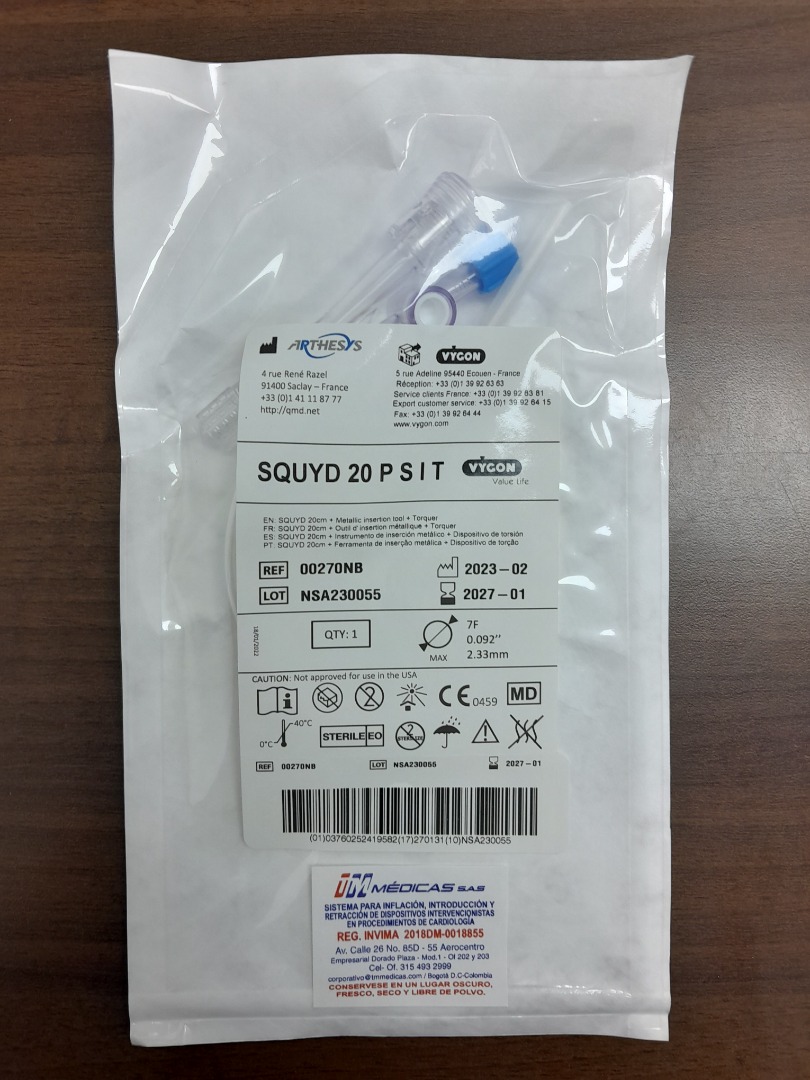 ARTHESYS
4 rue René Razel
91400 Saclay – France
+33 (0)1 41 11 87 77
http://qmd.net
VYGON
5 rue Adeline 95440 Ecouen - France
Réception: +33 (0)1 39 92 63 63
Service clients France: +33 (0)1 39 92 63 81
Export customer service: +33 (0)1 39 92 64 15
Fax: +33 (0)1 39 92 64 44
www.vygon.com
SQUYD 20 P S I T VYGON
Value Life
EN: SQUYD 20cm + Metallic insertion tool + Torquer
FR: SQUYD 20cm + Outil d'insertion métallique + Torquer
ES: SQUYD 20cm + Instrumento de inserción metálico + Dispositivo de torsión
PT: SQUYD 20cm + Ferramenta de inserção metálica + Dispositivo de torção
REF 00270NB 2023-02
LOT NSA230055 2027-01
18/01/2022
QTY: 1
MAX
7F
0.092''
2.33mm
CAUTION: Not approved for use in the USA
2 CE 0459 MD
0°C 40°C STERILE EO 2 STERILIZE
REF 00270NB LOT NSA230055 2027-01
(01)03760252419582(17)270131(10)NSA230055
TM MÉDICAS S.A.S
SISTEMA PARA INFLACIÓN, INTRODUCCIÓN Y
RETRACCIÓN DE DISPOSITIVOS INTERVENCIONISTAS
EN PROCEDIMIENTOS DE CARDIOLOGÍA
REG. INVIMA 2018DM-0018855
Av. Calle 26 No. 85D - 55 Aerocentro
Empresarial Dorado Plaza - Mod.1 - Of 202 y 203
Cel- Of. 315 493 2999
corporativo@tmmedicas.com / Bogotá D.C-Colombia
CONSERVESE EN UN LUGAR OSCURO,
FRESCO, SECO Y LIBRE DE POLVO.